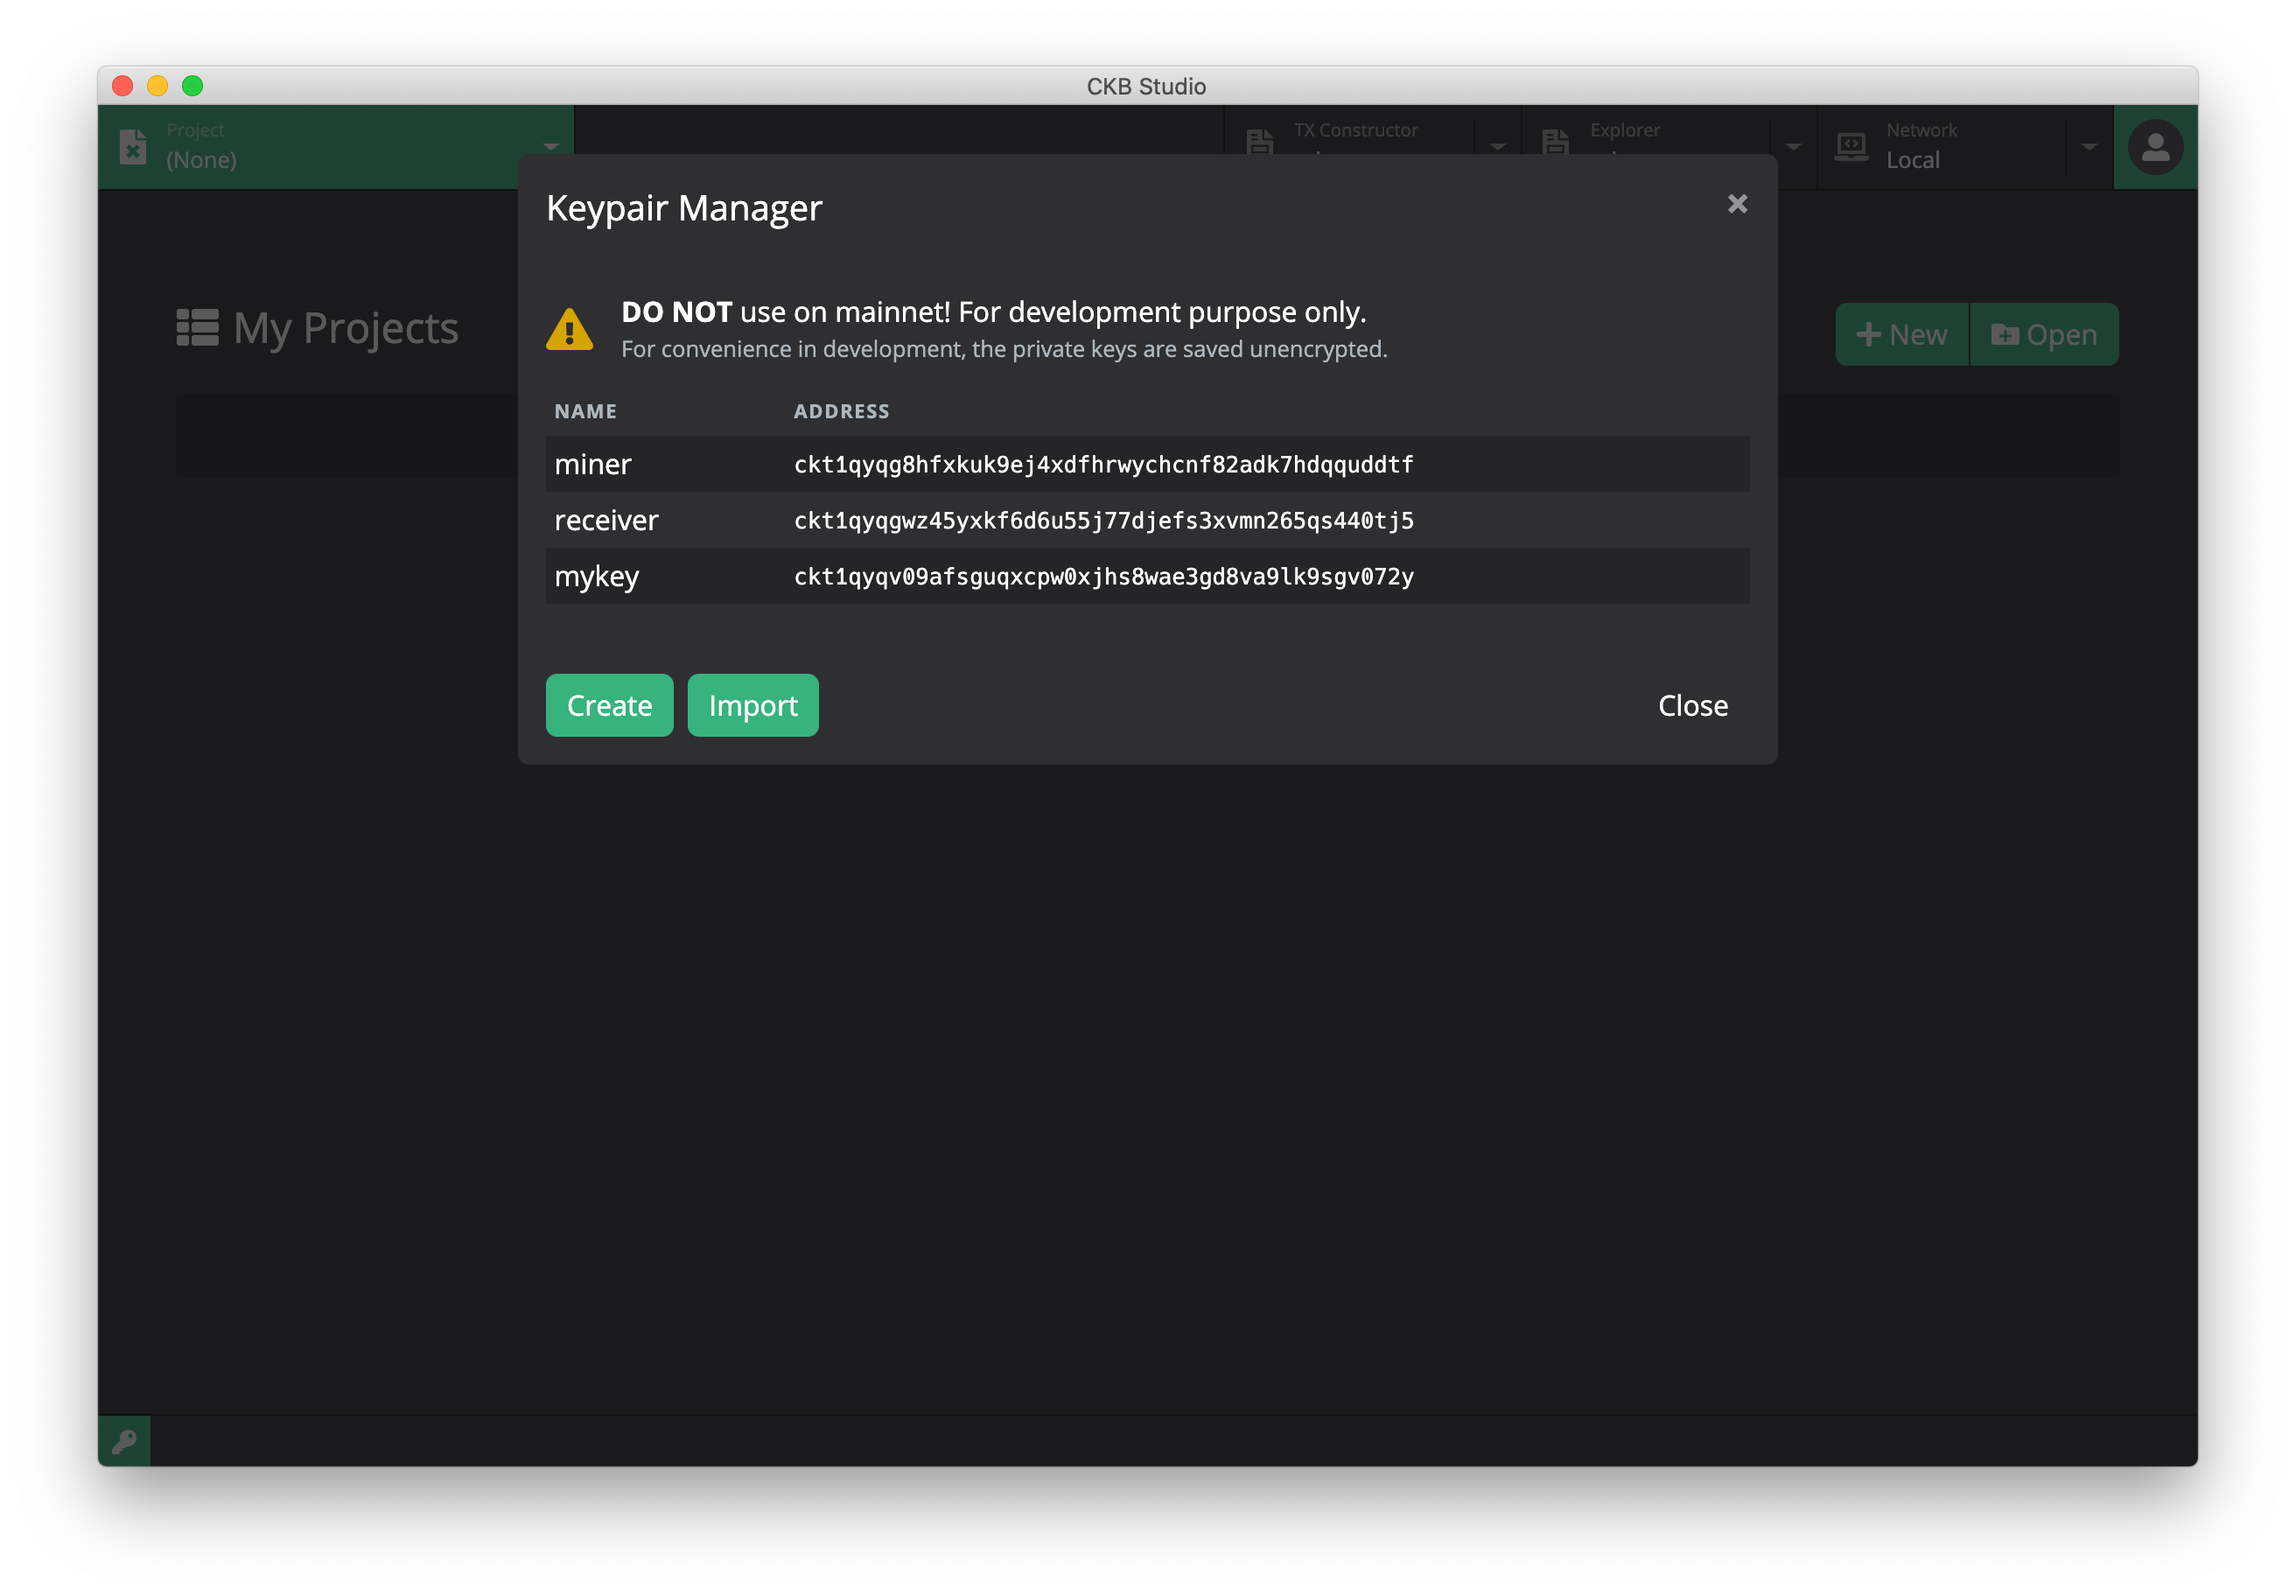 CKB Studio
Project
(None)
TX Constructor
Explorer
Network
Local
Keypair Manager
DO NOT use on mainnet! For development purpose only.
For convenience in development, the private keys are saved unencrypted.
My Projects
New
Open
NAME ADDRESS
miner ckt1qyqg8hfxkuk9ej4xdfhrwychcnf82adk7hdqquddtf
receiver ckt1qyqgwz45yxkf6d6u55j77djefs3xvmn265qs440tj5
mykey ckt1qyqv09afsguqxcpw0xjhs8wae3gd8va9lk9sgv072y
Create
Import
Close